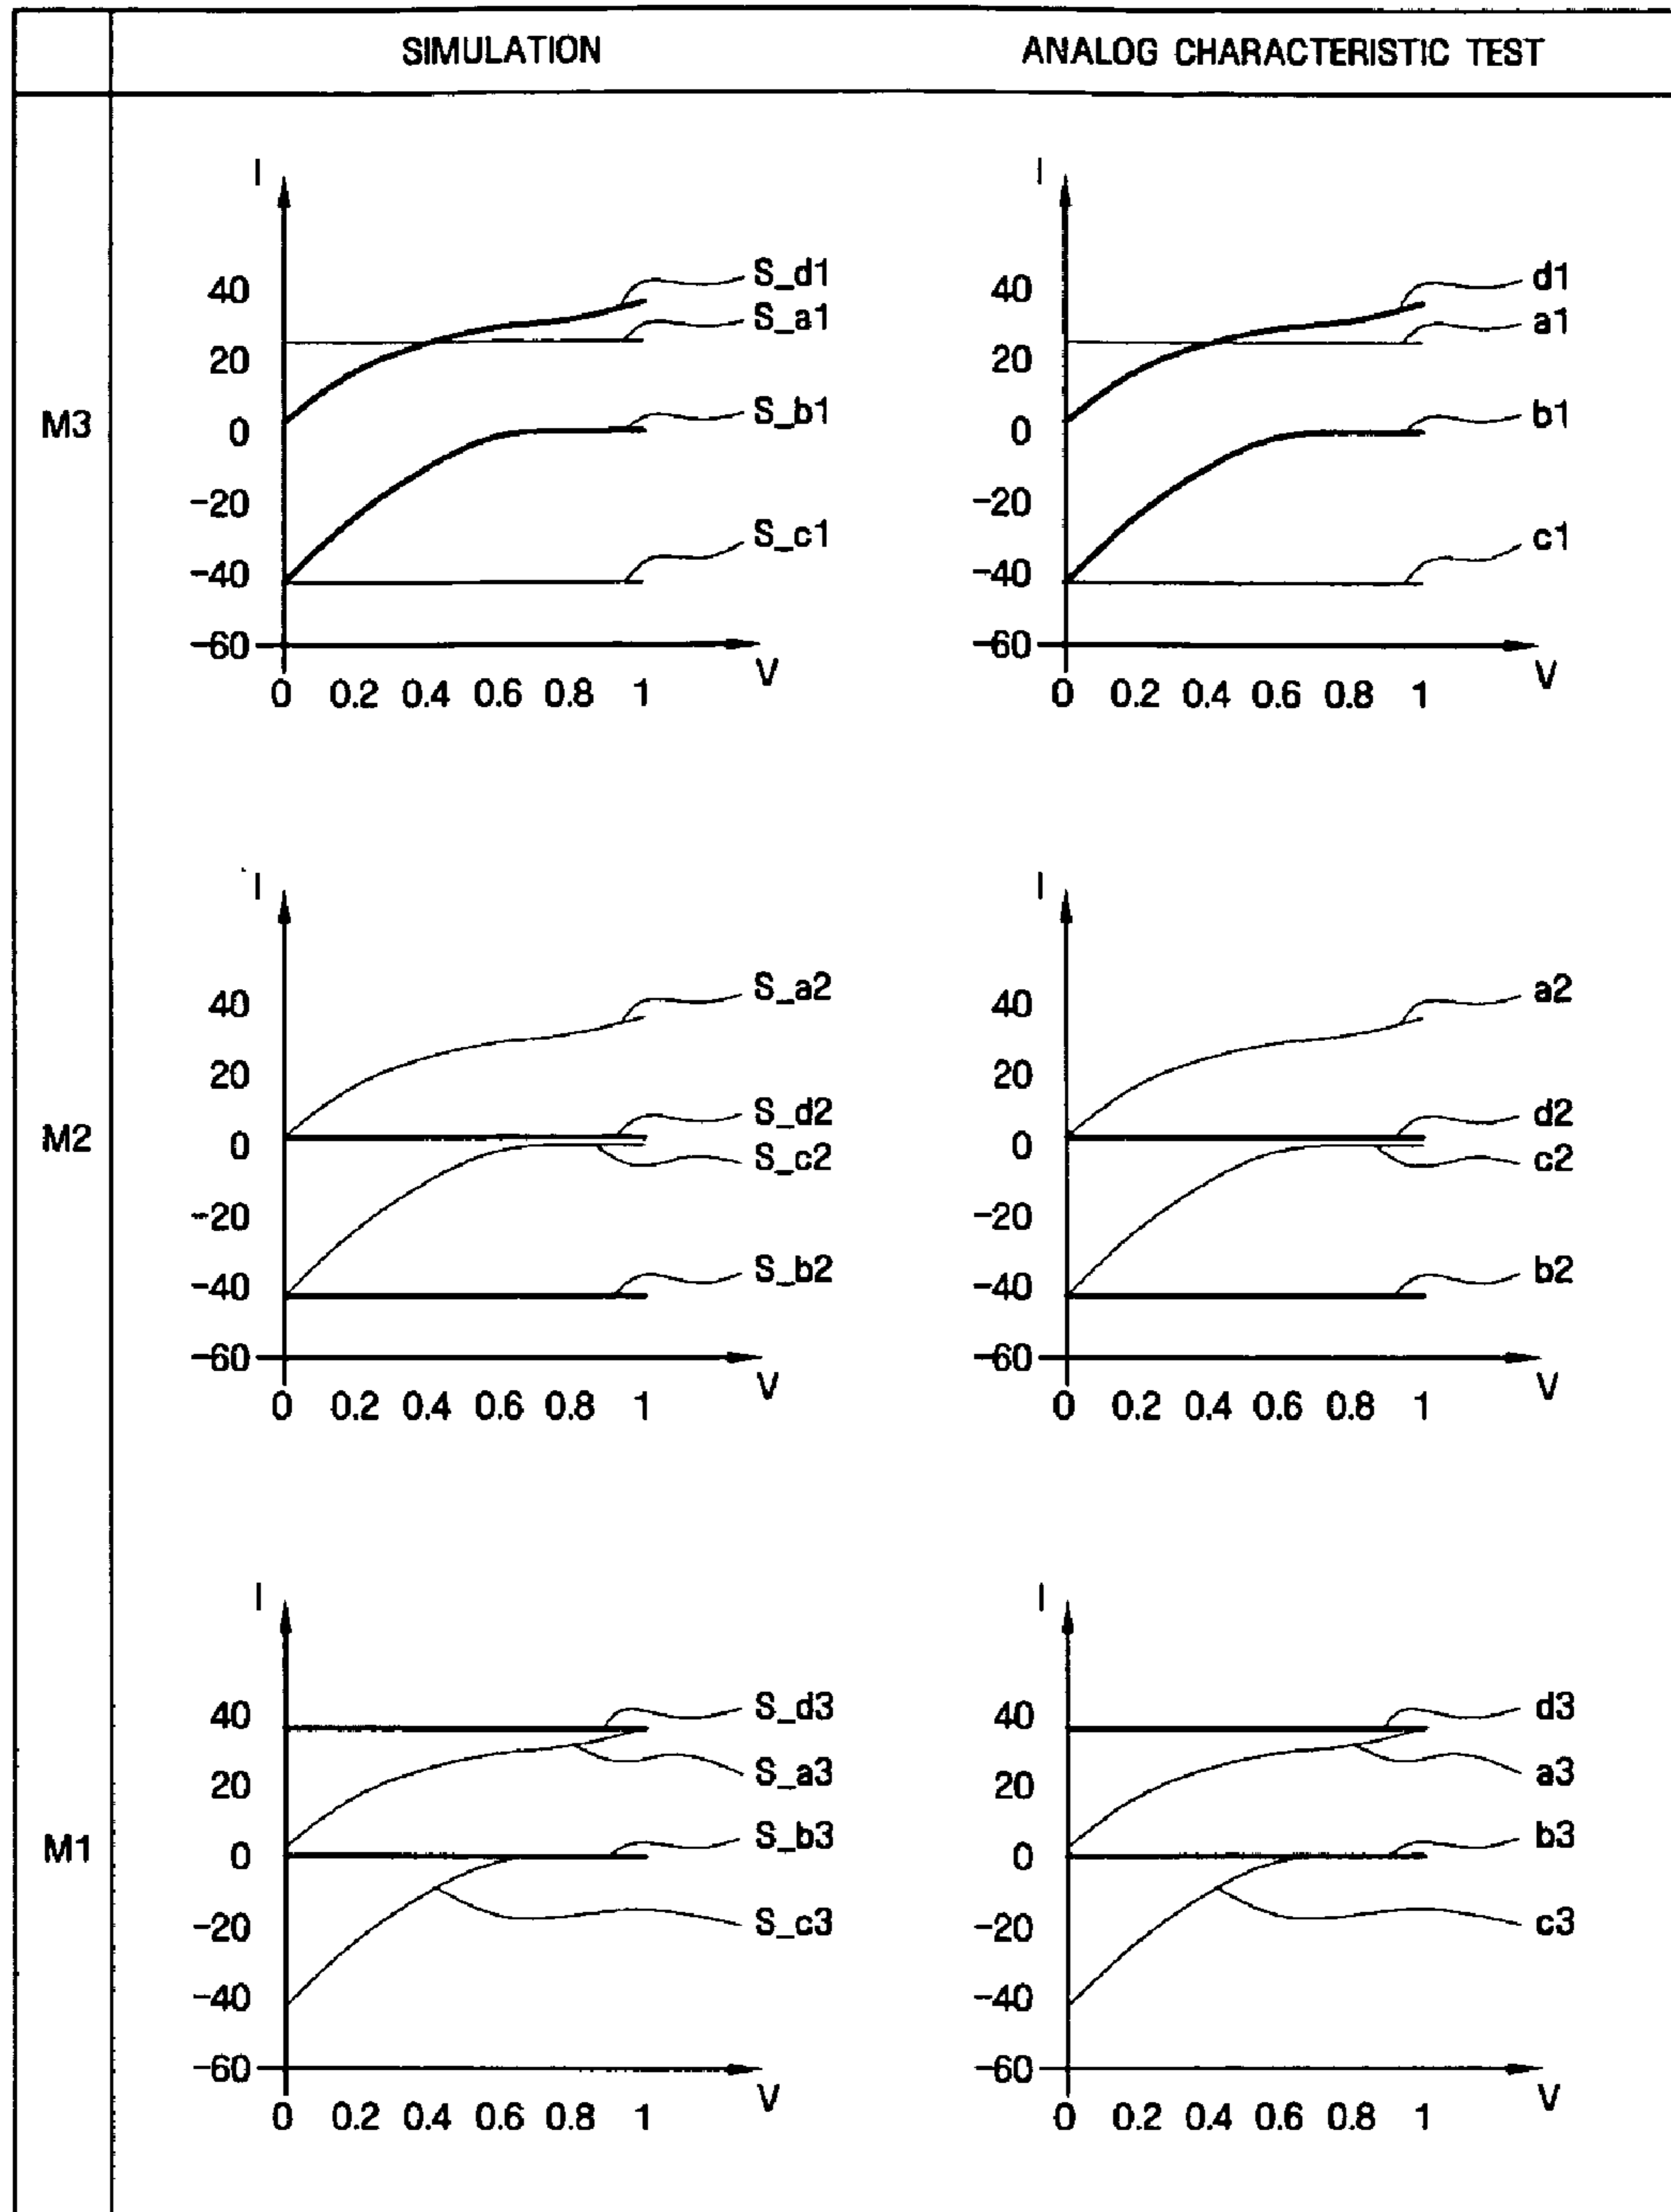 SIMULATION
ANALOG CHARACTERISTIC TEST
M3
I
40
20
0
-20
-40
-60
0 0.2 0.4 0.6 0.8 1
V
S_d1
S_a1
S_b1
S_c1
I
40
20
0
-20
-40
-60
0 0.2 0.4 0.6 0.8 1
V
d1
a1
b1
c1
M2
I
40
20
0
-20
-40
-60
0 0.2 0.4 0.6 0.8 1
V
S_a2
S_d2
S_c2
S_b2
I
40
20
0
-20
-40
-60
0 0.2 0.4 0.6 0.8 1
V
a2
d2
c2
b2
M1
I
40
20
0
-20
-40
-60
0 0.2 0.4 0.6 0.8 1
V
S_d3
S_a3
S_b3
S_c3
I
40
20
0
-20
-40
-60
0 0.2 0.4 0.6 0.8 1
V
d3
a3
b3
c3